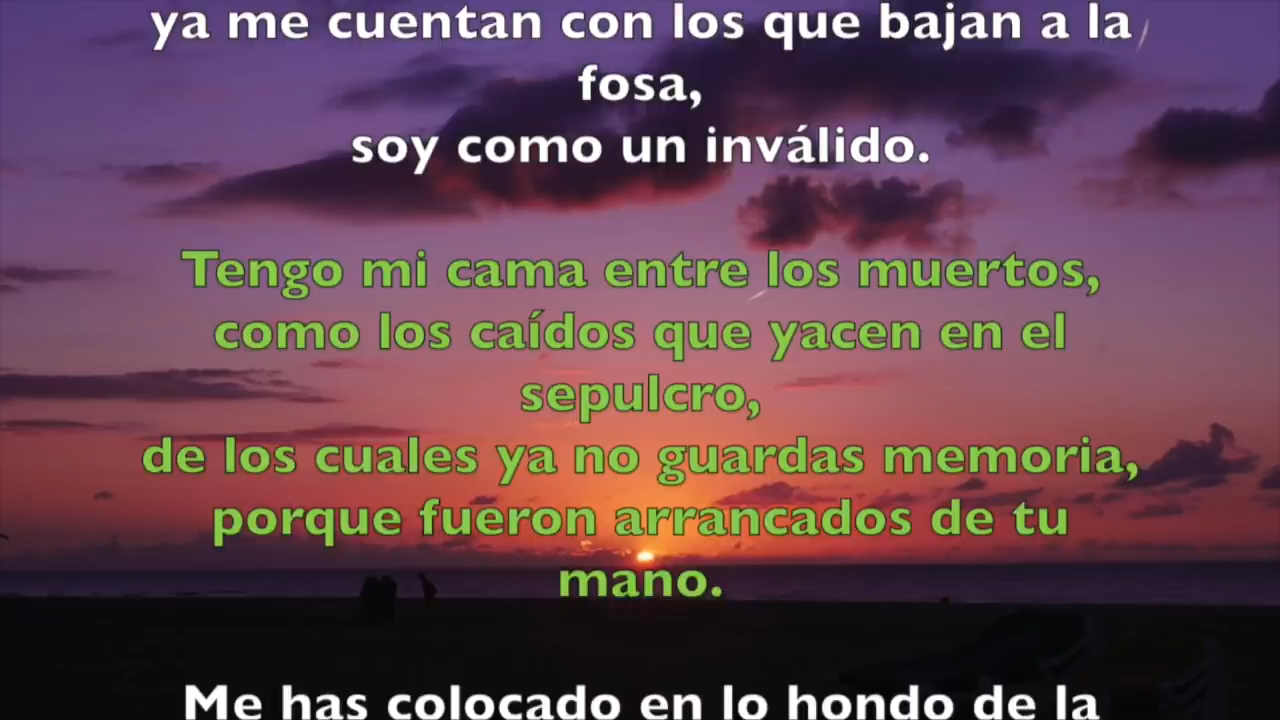 ya me cuentan con los que bajan a la
fosa,
soy como un inválido.
Tengo mi cama entre los muertos,
como los caídos que yacen en el
sepulcro,
de los cuales ya no guardas memoria,
porque fueron arrancados de tu
mano.
Me has colocado en lo hondo de la